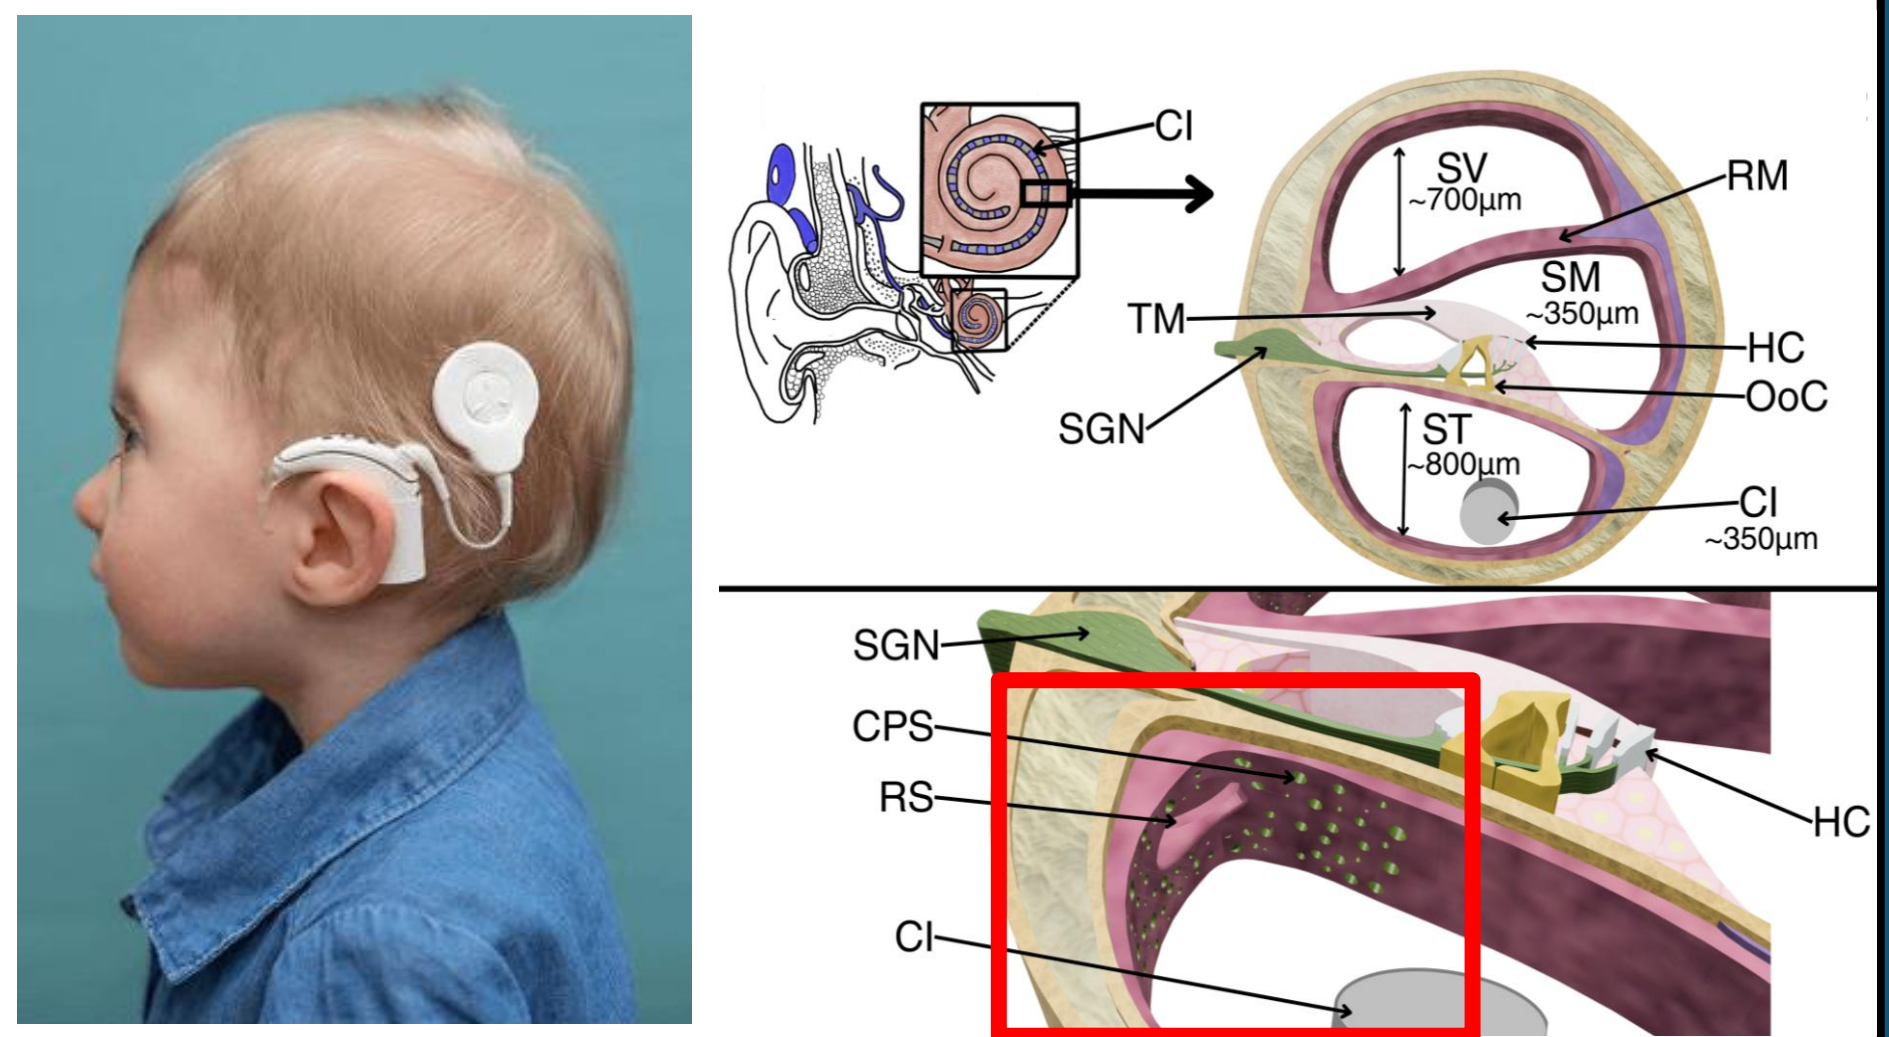 CI
SV
~700µm
RM
SM
~350µm
TM
HC
OoC
SGN
ST
~800µm
CI
~350µm
SGN
CPS
RS
HC
CI